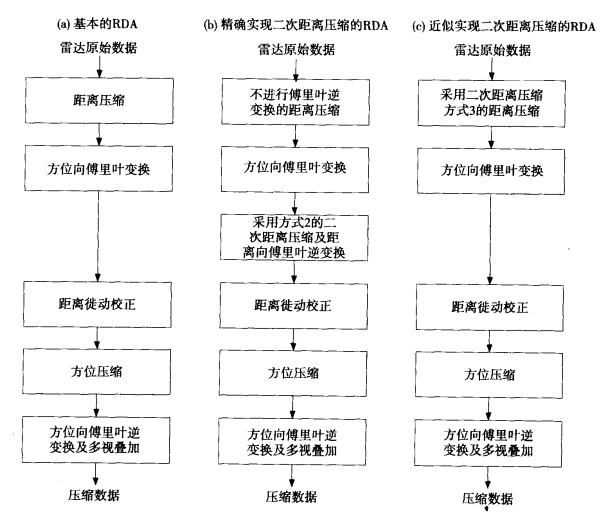 (a) 基本的RDA
雷达原始数据
距离压缩
方位向傅里叶变换
距离徙动校正
方位压缩
方位向傅里叶逆
变换及多视叠加
压缩数据
(b) 精确实现二次距离压缩的RDA
雷达原始数据
不进行傅里叶逆
变换的距离压缩
方位向傅里叶变换
采用方式2的二
次距离压缩及距
离向傅里叶逆变换
距离徙动校正
方位压缩
方位向傅里叶逆
变换及多视叠加
压缩数据
(c) 近似实现二次距离压缩的RDA
雷达原始数据
采用二次距离压缩
方式3的距离压缩
方位向傅里叶变换
距离徙动校正
方位压缩
方位向傅里叶逆
变换及多视叠加
压缩数据